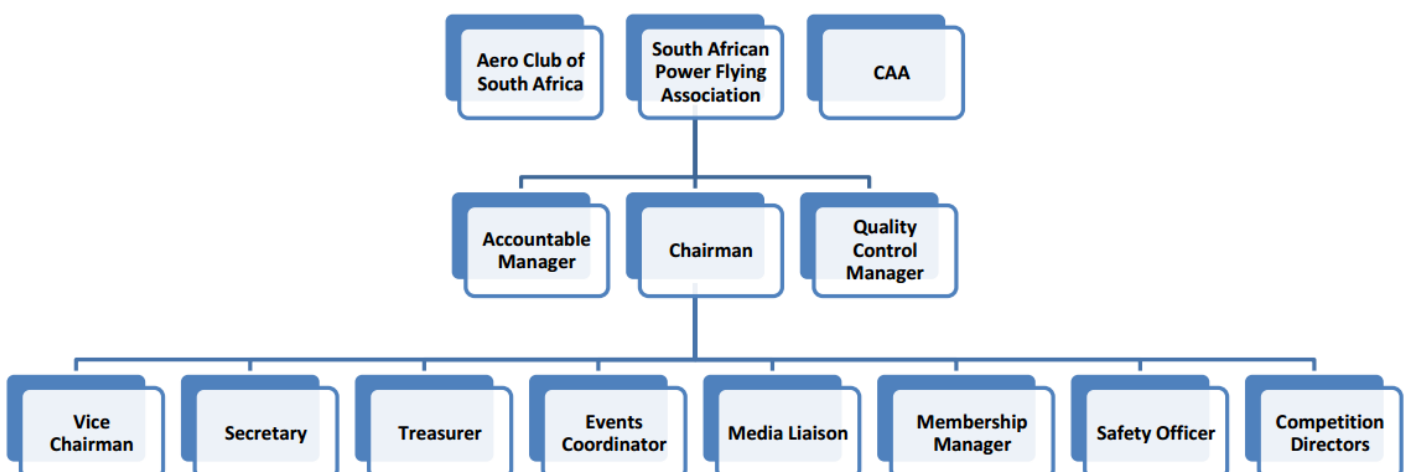 Aero Club of
South Africa
South African
Power Flying
Association
CAA
Accountable
Manager
Chairman
Quality
Control
Manager
Vice
Chairman
Secretary
Treasurer
Events
Coordinator
Media Liaison
Membership
Manager
Safety Officer
Competition
Directors